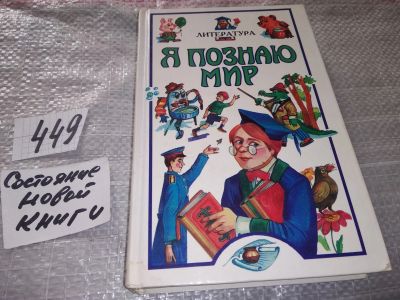 449
Состояние
новой
книги
ЛИТЕРАТУРА
Я ПОЗНАЮ
МИР